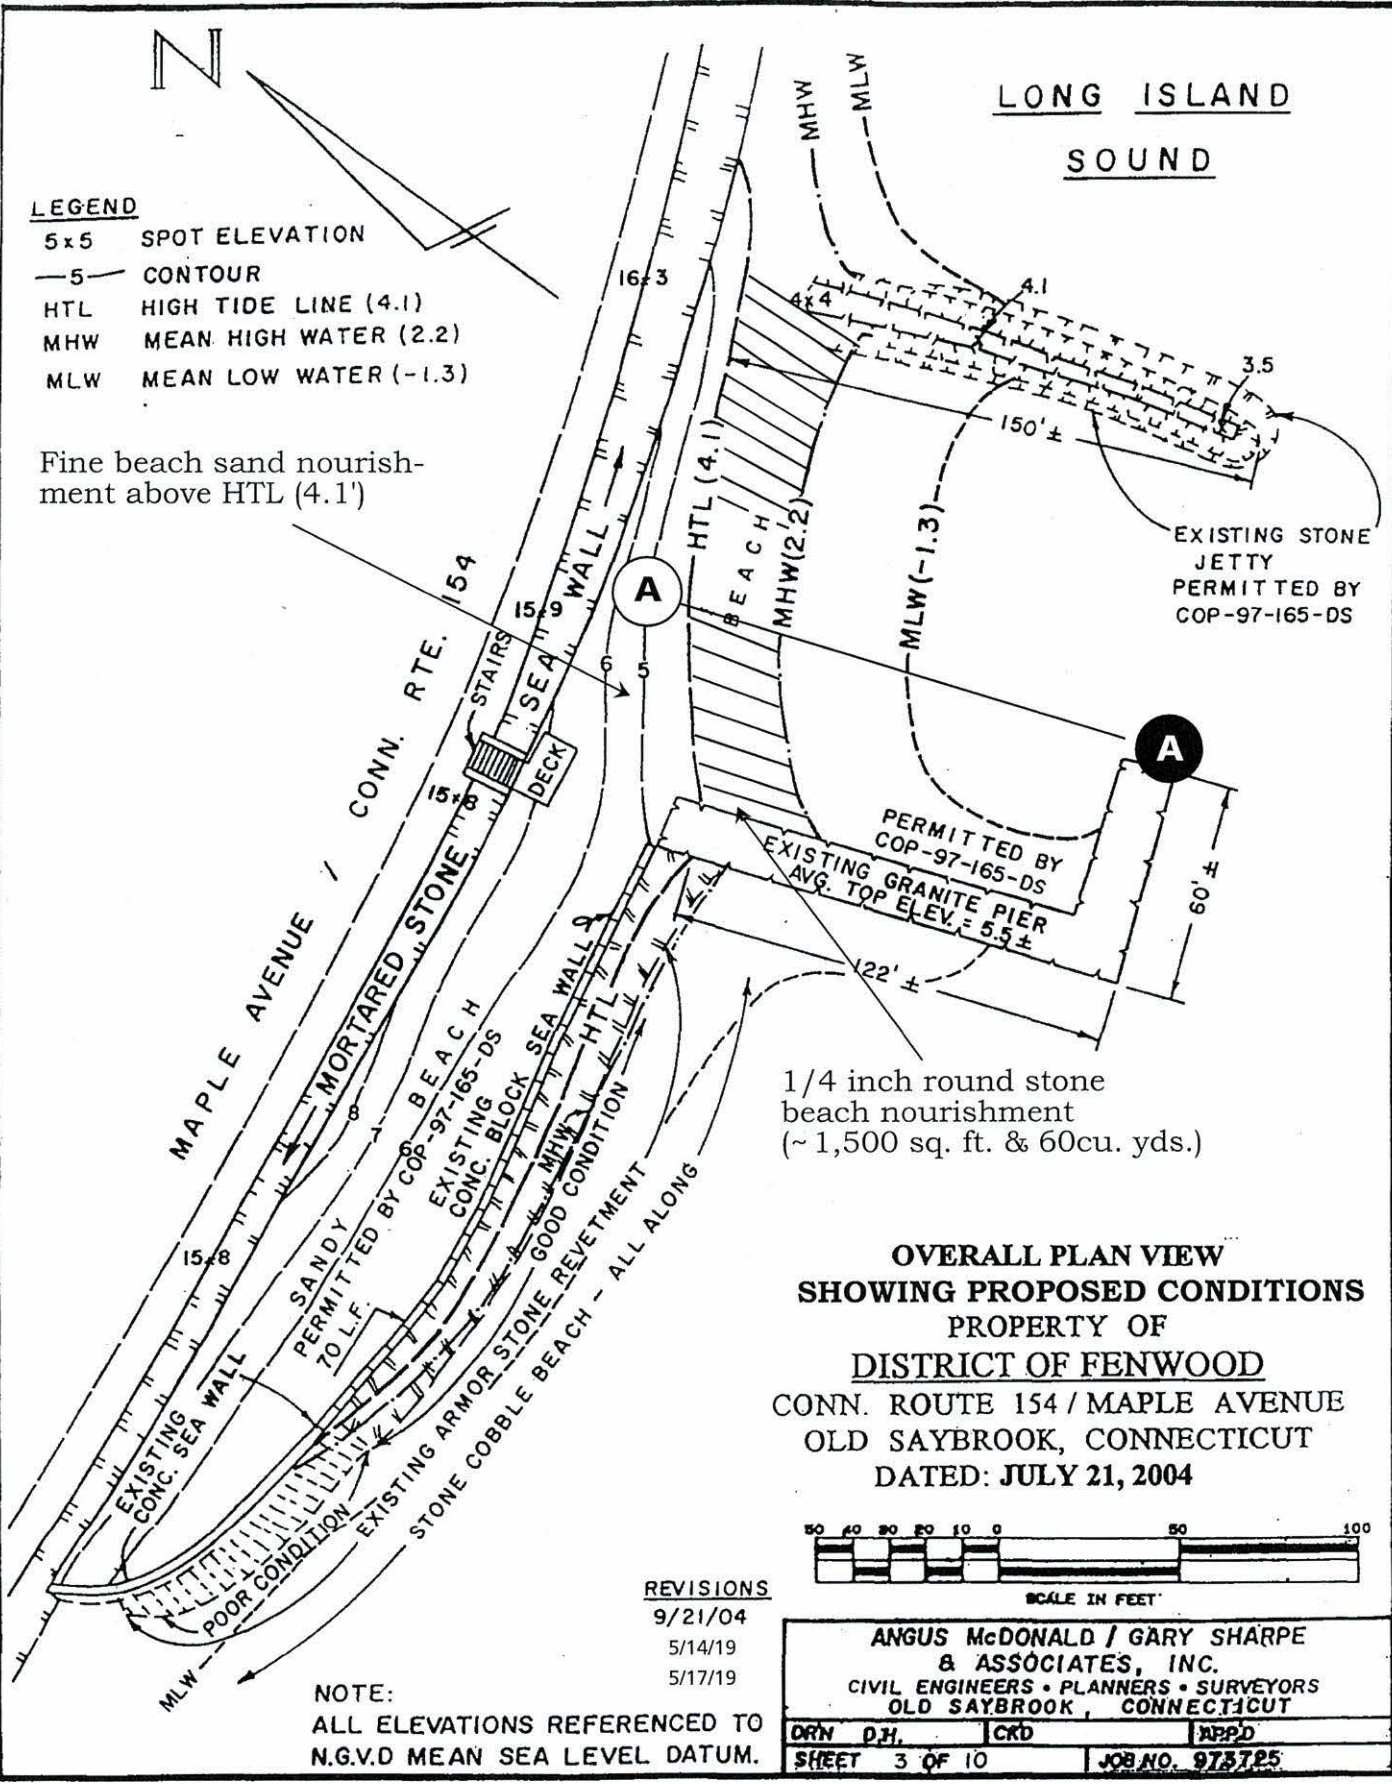 N
LONG ISLAND
SOUND
MHW
MLW
LEGEND
5x5 SPOT ELEVATION
—5— CONTOUR
HTL HIGH TIDE LINE (4.1)
MHW MEAN HIGH WATER (2.2)
MLW MEAN LOW WATER (-1.3)
16x3
4x4
4.1
3.5
150'±
Fine beach sand nourish-
ment above HTL (4.1')
EXISTING STONE
JETTY
PERMITTED BY
COP-97-165-DS
HTL (4.1)
BEACH
MHW(2.2)
MLW(-1.3)
A
A
MAPLE AVENUE / CONN. RTE. 154
15x9
STAIRS
MORTARED STONE SEA WALL
DECK
6
5
15x8
PERMITTED BY
COP-97-165-DS
EXISTING GRANITE PIER
AVG. TOP ELEV. = 5.5±
60'±
122'±
8
7
6
SANDY BEACH
PERMITTED BY COP-97-165-DS
70 L.F.
EXISTING
CONC. BLOCK SEA WALL
HTL
MHW
GOOD CONDITION
EXISTING ARMOR STONE REVETMENT
STONE COBBLE BEACH - ALL ALONG
15x8
EXISTING
CONC. SEA WALL
POOR CONDITION
MLW
1/4 inch round stone
beach nourishment
(~1,500 sq. ft. & 60cu. yds.)
OVERALL PLAN VIEW
SHOWING PROPOSED CONDITIONS
PROPERTY OF
DISTRICT OF FENWOOD
CONN. ROUTE 154 / MAPLE AVENUE
OLD SAYBROOK, CONNECTICUT
DATED: JULY 21, 2004
50 40 30 20 10 0 50 100
SCALE IN FEET
REVISIONS
9/21/04
5/14/19
5/17/19
NOTE:
ALL ELEVATIONS REFERENCED TO
N.G.V.D MEAN SEA LEVEL DATUM.
ANGUS McDONALD / GARY SHARPE
& ASSOCIATES, INC.
CIVIL ENGINEERS • PLANNERS • SURVEYORS
OLD SAYBROOK, CONNECTICUT
DRN D.H. CKD APP'D
SHEET 3 OF 10 JOB NO. 973725